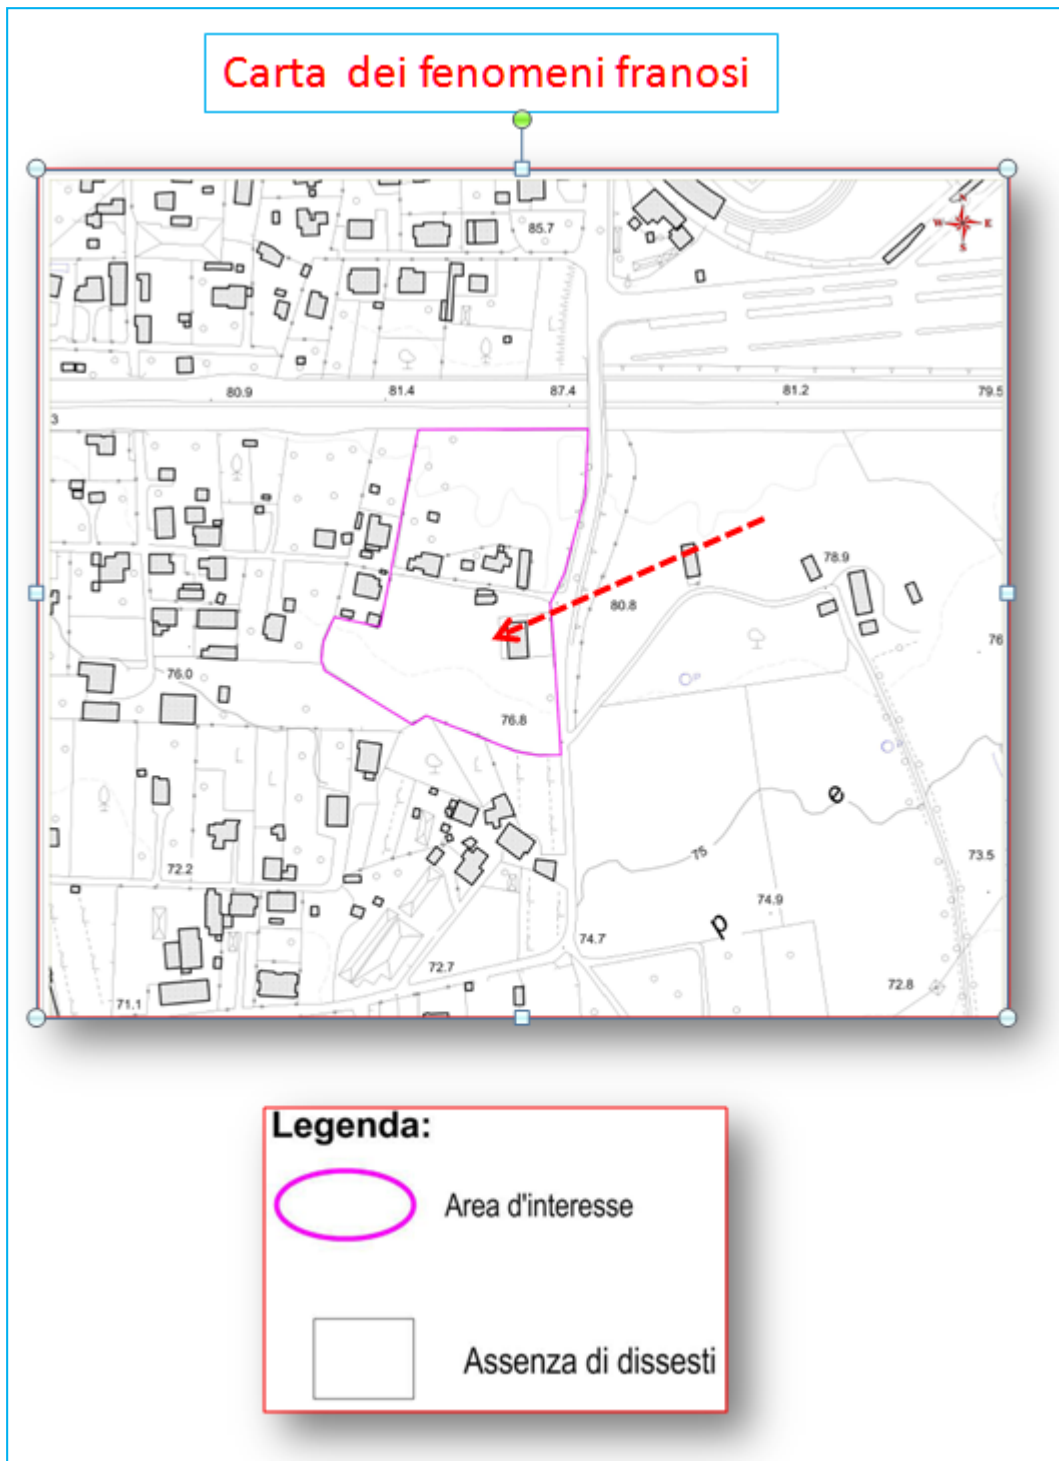 Carta dei fenomeni franosi
N
W E
S
85.7
80.9 81.4 87.4 81.2 79.5
3
78.9
80.8
76
76.0
76.8
e
75
73.5
72.2
74.9
p
74.7
72.7
72.8
71.1
Legenda:
Area d'interesse
Assenza di dissesti